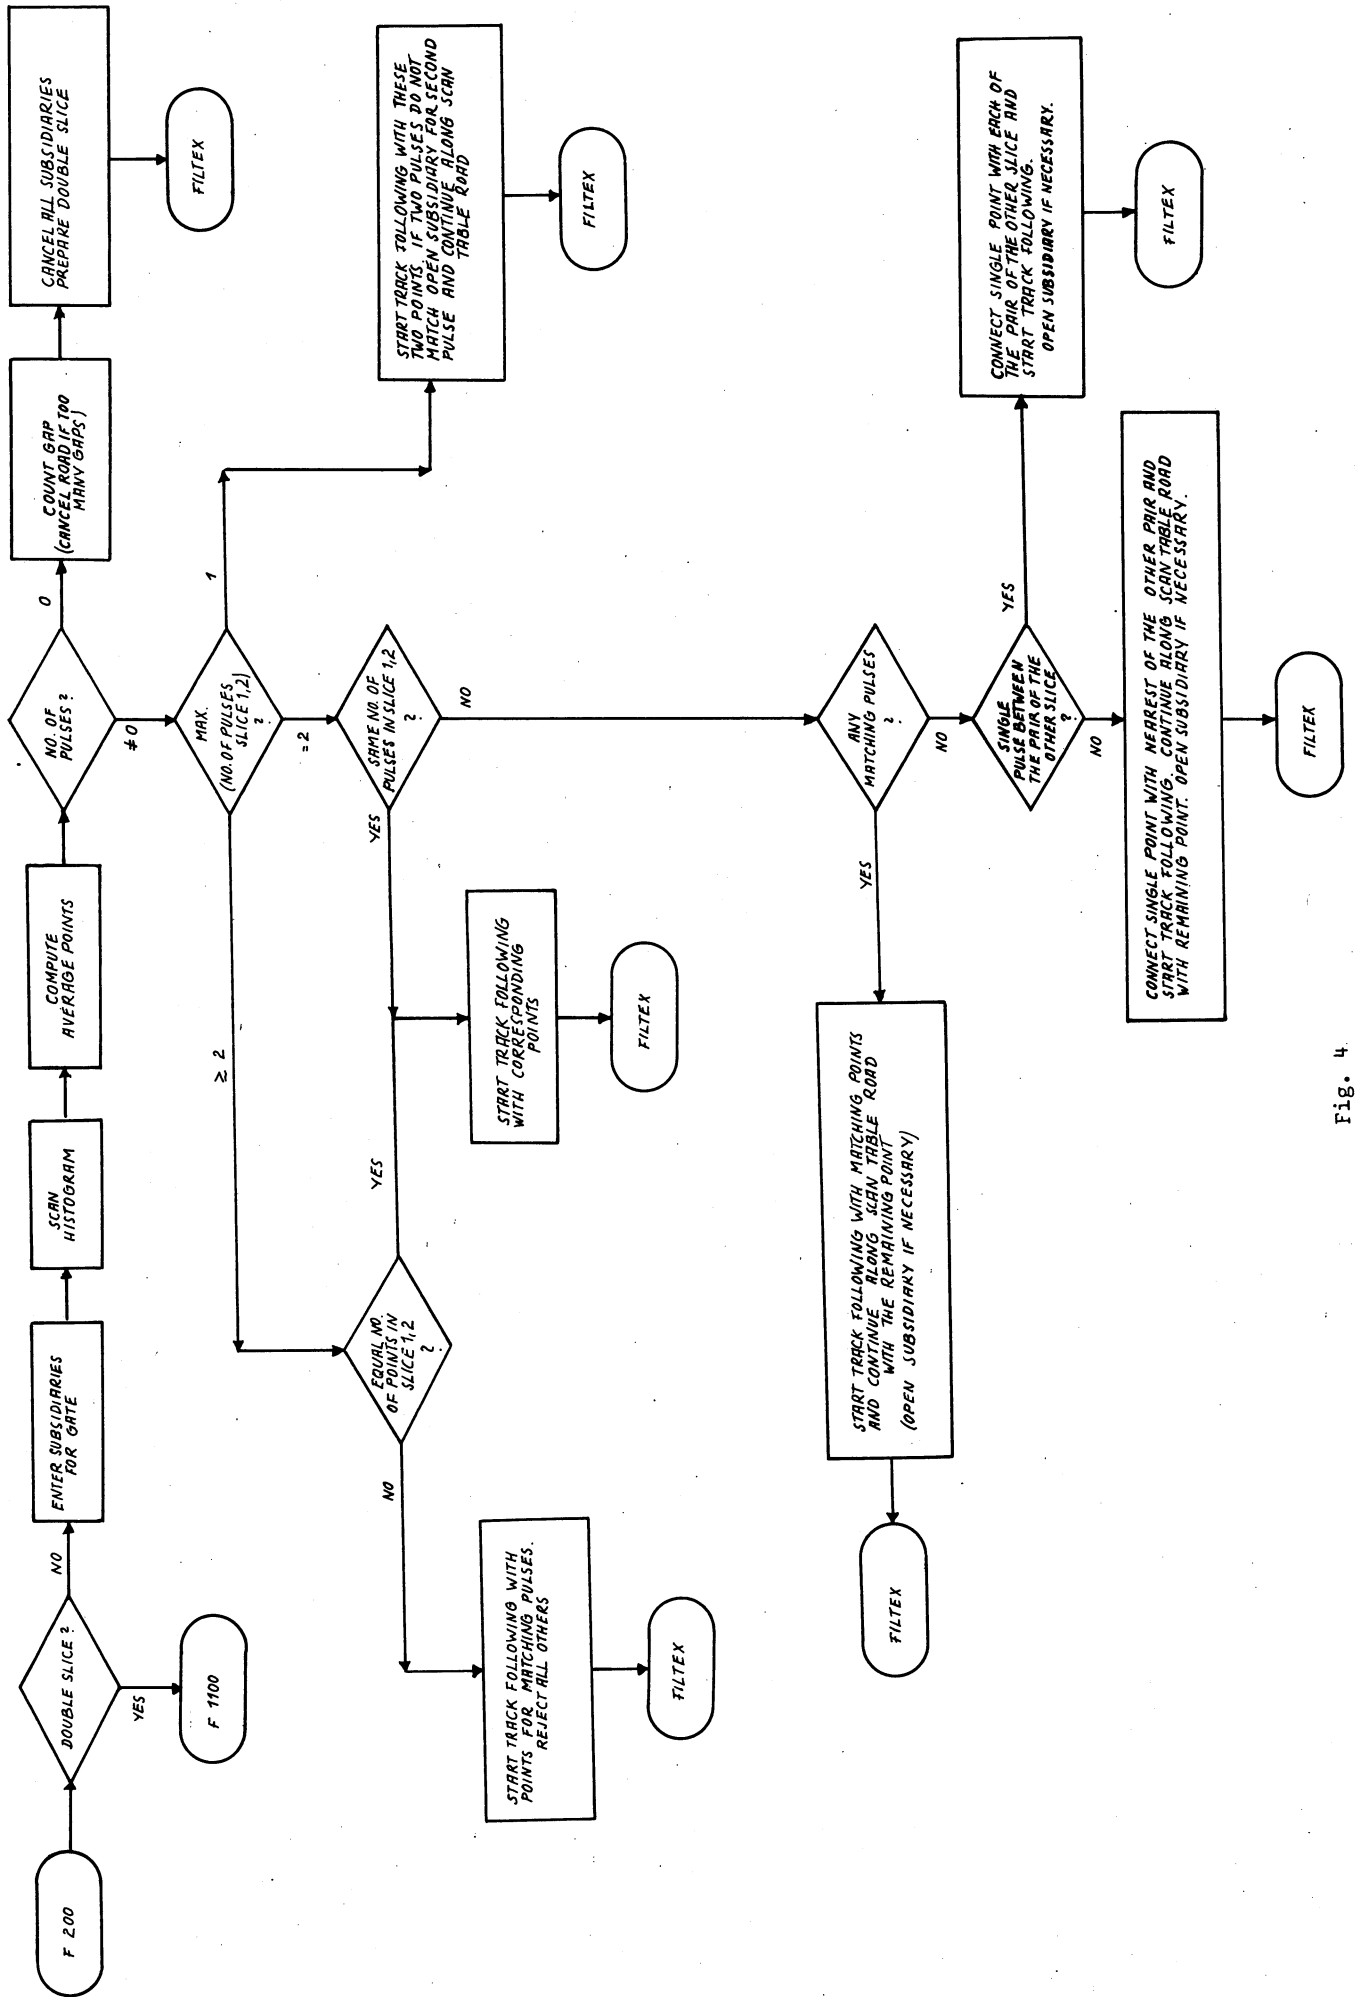 F 200
DOUBLE SLICE ?
YES
F 1100
NO
ENTER SUBSIDIARIES
FOR GATE
SCAN
HISTOGRAM
COMPUTE
AVERAGE POINTS
NO. OF
PULSES ?
0
COUNT GAP
(CANCEL ROAD IF TOO
MANY GAPS)
CANCEL ALL SUBSIDIARIES
PREPARE DOUBLE SLICE
FILTEX
≠0
MAX.
(NO. OF PULSES
SLICE 1,2)
?
1
START TRACK FOLLOWING WITH THESE
TWO POINTS. IF TWO PULSES DO NOT
MATCH OPEN SUBSIDIARY FOR SECOND
PULSE AND CONTINUE ALONG SCAN
TABLE ROAD
FILTEX
≥ 2
= 2
SAME NO. OF
PULSES IN SLICE 1,2
?
YES
NO
EQUAL NO.
OF POINTS IN
SLICE 1,2
?
YES
START TRACK FOLLOWING
WITH CORRESPONDING
POINTS
FILTEX
NO
START TRACK FOLLOWING WITH
POINTS FOR MATCHING PULSES.
REJECT ALL OTHERS
FILTEX
ANY
MATCHING PULSES
?
YES
START TRACK FOLLOWING WITH MATCHING POINTS
AND CONTINUE ALONG SCAN TABLE ROAD
WITH THE REMAINING POINT
(OPEN SUBSIDIARY IF NECESSARY)
FILTEX
NO
SINGLE
PULSE BETWEEN
THE PAIR OF THE
OTHER SLICE
?
YES
CONNECT SINGLE POINT WITH EACH OF
THE PAIR OF THE OTHER SLICE AND
START TRACK FOLLOWING.
OPEN SUBSIDIARY IF NECESSARY.
FILTEX
NO
CONNECT SINGLE POINT WITH NEAREST OF THE OTHER PAIR AND
START TRACK FOLLOWING. CONTINUE ALONG SCAN TABLE ROAD
WITH REMAINING POINT. OPEN SUBSIDIARY IF NECESSARY.
FILTEX
Fig. 4